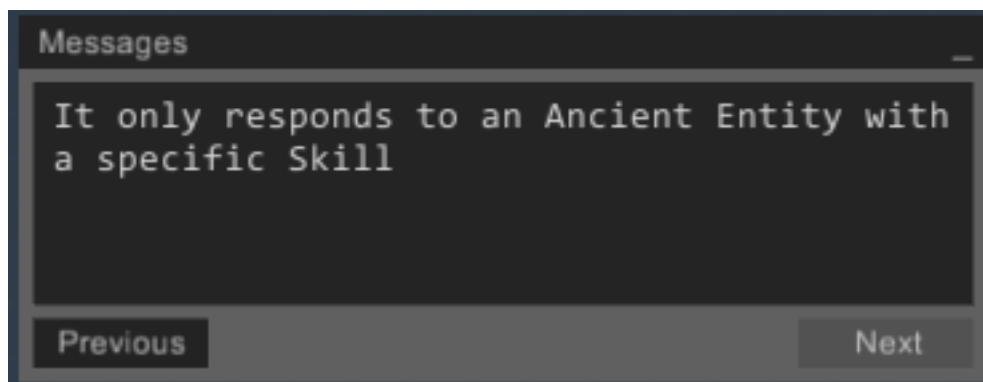 Messages
It only responds to an Ancient Entity with
a specific Skill
Previous
Next